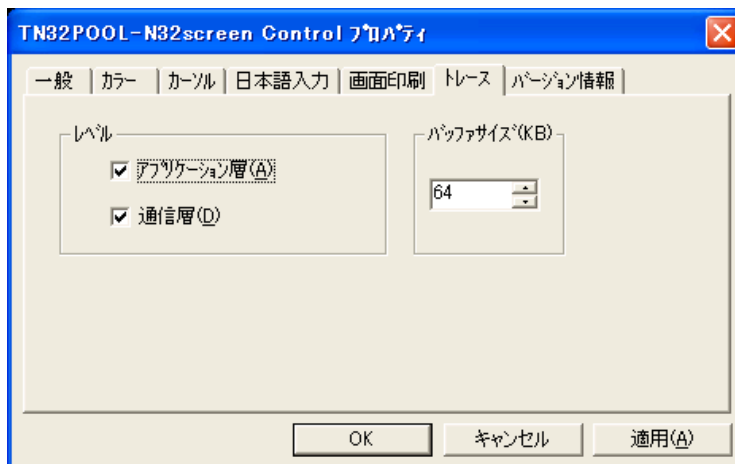 TN32POOL-N32screen Control ﾌﾟﾛﾊﾟﾃｨ
一般 ｶﾗｰ ｶｰｿﾙ 日本語入力 画面印刷 ﾄﾚｰｽ ﾊﾞｰｼﾞｮﾝ情報
ﾚﾍﾞﾙ
ｱﾌﾟﾘｹｰｼｮﾝ層(A)
通信層(D)
ﾊﾞｯﾌｧｻｲｽﾞ(KB)
64
OK キャンセル 適用(A)